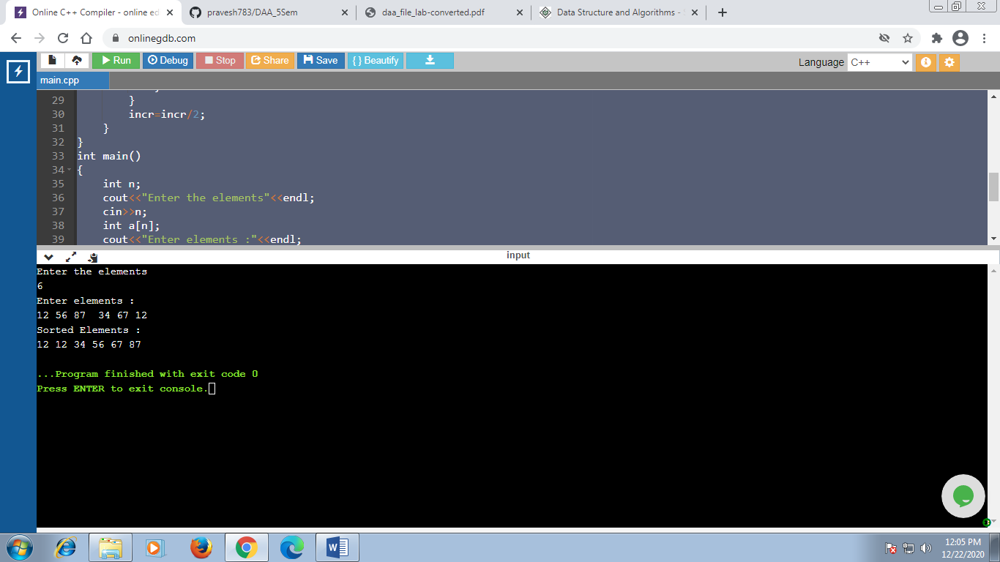 Online C++ Compiler - online ed
pravesh783/DAA_5Sem
daa_file_lab-converted.pdf
Data Structure and Algorithms -
onlinegdb.com
Run Debug Stop Share Save { } Beautify
Language C++
main.cpp
29 }
30 incr=incr/2;
31 }
32 }
33 int main()
34 {
35 int n;
36 cout<<"Enter the elements"<<endl;
37 cin>>n;
38 int a[n];
39 cout<<"Enter elements :"<<endl;
input
Enter the elements
6
Enter elements :
12 56 87  34 67 12
Sorted Elements :
12 12 34 56 67 87
...Program finished with exit code 0
Press ENTER to exit console.
12:05 PM
12/22/2020